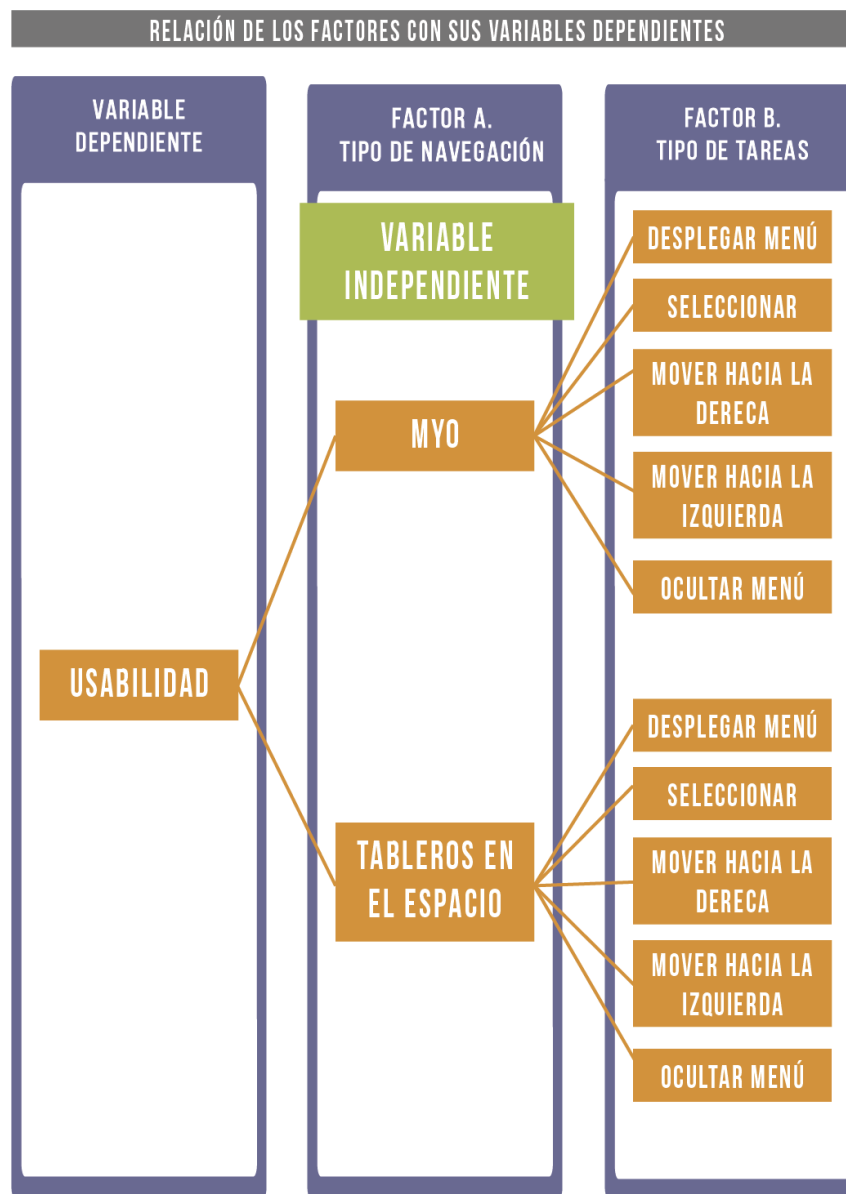 RELACIÓN DE LOS FACTORES CON SUS VARIABLES DEPENDIENTES
VARIABLE
DEPENDIENTE
USABILIDAD
FACTOR A.
TIPO DE NAVEGACIÓN
VARIABLE
INDEPENDIENTE
MYO
TABLEROS EN
EL ESPACIO
FACTOR B.
TIPO DE TAREAS
DESPLEGAR MENÚ
SELECCIONAR
MOVER HACIA LA
DERECA
MOVER HACIA LA
IZQUIERDA
OCULTAR MENÚ
DESPLEGAR MENÚ
SELECCIONAR
MOVER HACIA LA
DERECA
MOVER HACIA LA
IZQUIERDA
OCULTAR MENÚ